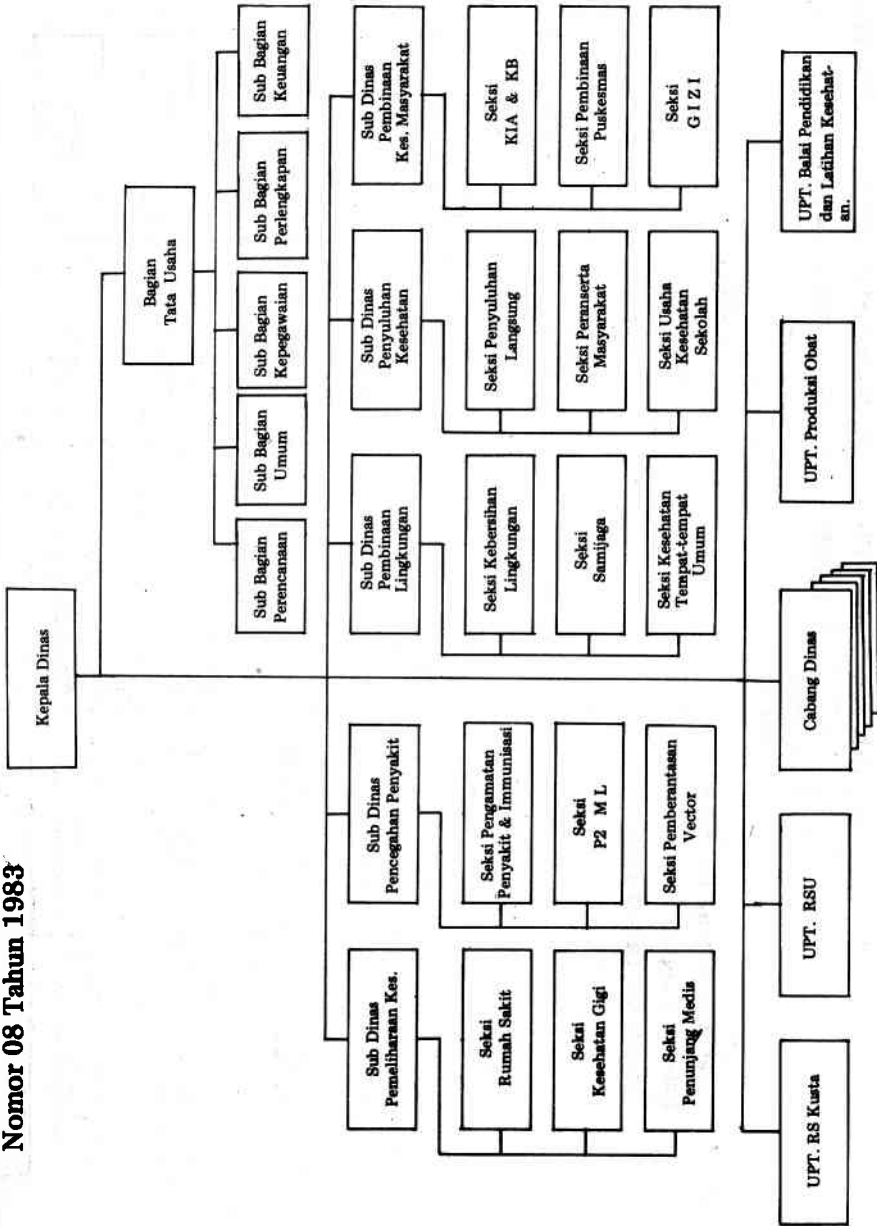 Nomor 08 Tahun 1983
Kepala Dinas
Bagian
Tata Usaha
Sub Bagian
Perencanaan
Sub Bagian
Umum
Sub Bagian
Kepegawaian
Sub Bagian
Perlengkapan
Sub Bagian
Keuangan
Sub Dinas
Pemeliharaan Kes.
Seksi
Rumah Sakit
Seksi
Kesehatan Gigi
Seksi
Penunjang Medis
Sub Dinas
Pencegahan Penyakit
Seksi Pengamatan
Penyakit & Immunisasi
Seksi
P2 M L
Seksi Pemberantasan
Vector
Sub Dinas
Pembinaan
Lingkungan
Seksi Kebersihan
Lingkungan
Seksi
Samijaga
Seksi Kesehatan
Tempat-tempat
Umum
Sub Dinas
Penyuluhan
Kesehatan
Seksi Penyuluhan
Langsung
Seksi Peranserta
Masyarakat
Seksi Usaha
Kesehatan
Sekolah
Sub Dinas
Pembinaan
Kes. Masyarakat
Seksi
KIA & KB
Seksi Pembinaan
Puskesmas
Seksi
G I Z I
UPT. RS Kusta
UPT. RSU
Cabang Dinas
UPT. Produksi Obat
UPT. Balai Pendidikan
dan Latihan Kesehat-
an.